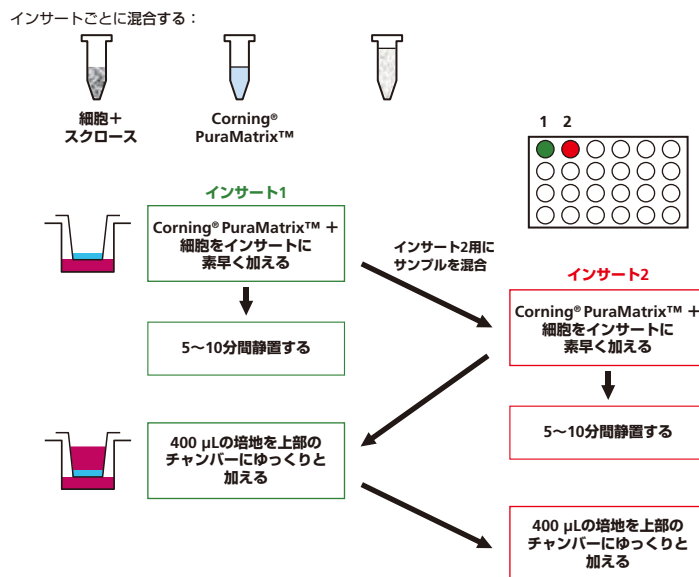 インサートごとに混合する：
細胞＋
スクロース
Corning®
PuraMatrix™
1 2
インサート1
Corning® PuraMatrix™ ＋
細胞をインサートに
素早く加える
インサート2用に
サンプルを混合
インサート2
Corning® PuraMatrix™ ＋
細胞をインサートに
素早く加える
5～10分間静置する
5～10分間静置する
400 µLの培地を上部の
チャンバーにゆっくりと
加える
400 µLの培地を上部の
チャンバーにゆっくりと
加える